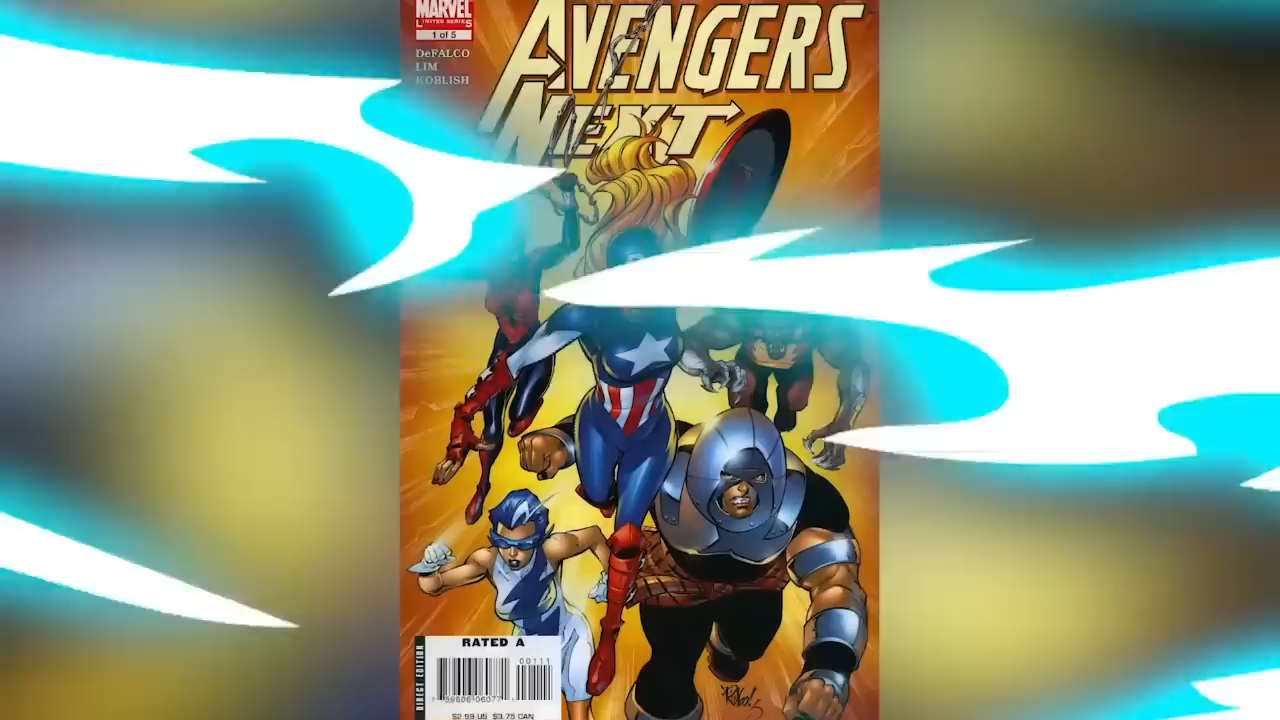 MARVEL
LIMITED SERIES
1 of 5
DeFALCO
LIM
KOBLISH
AVENGERS
NEXT
RATED A
DIRECT EDITION
00111
$2.99 US $3.75 CAN